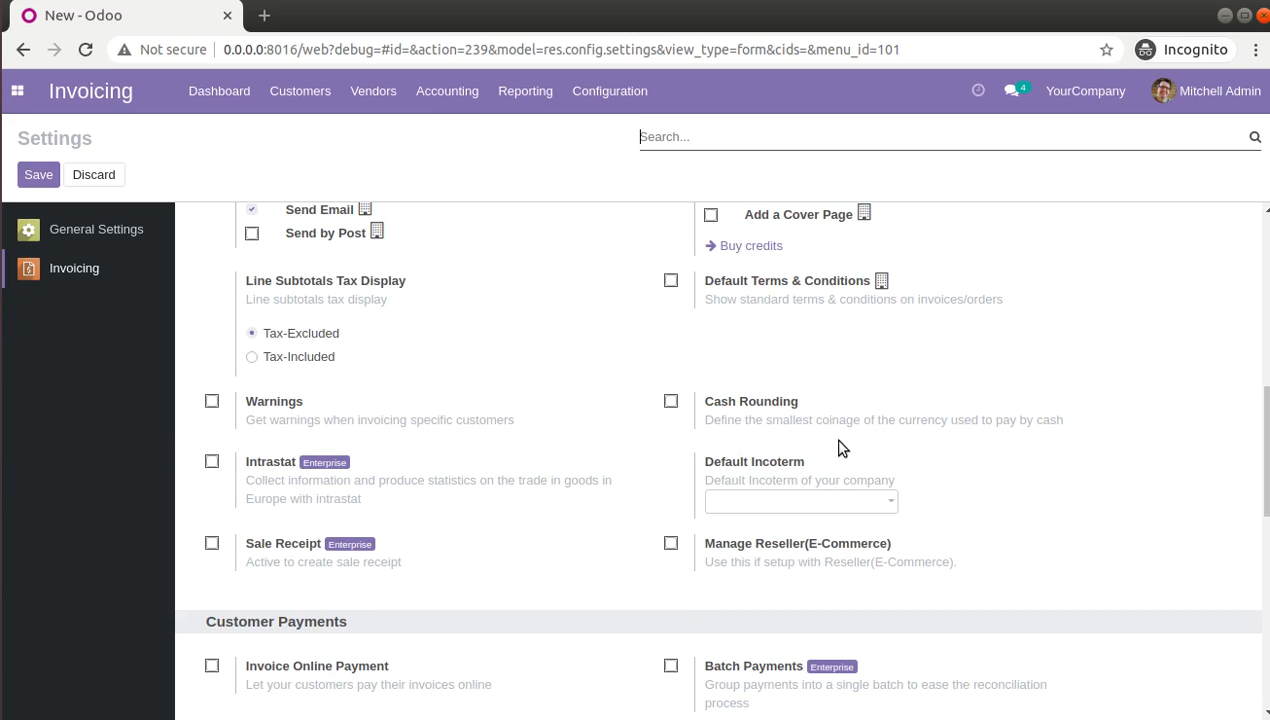 New - Odoo
Not secure
0.0.0.0:8016/web?debug=#id=&action=239&model=res.config.settings&view_type=form&cids=&menu_id=101
Incognito
Invoicing
Dashboard Customers Vendors Accounting Reporting Configuration
4
YourCompany
Mitchell Admin
Settings
Search...
Save Discard
General Settings
Invoicing
Send Email
Send by Post
Add a Cover Page
Buy credits
Line Subtotals Tax Display
Line subtotals tax display
Tax-Excluded
Tax-Included
Default Terms & Conditions
Show standard terms & conditions on invoices/orders
Warnings
Get warnings when invoicing specific customers
Cash Rounding
Define the smallest coinage of the currency used to pay by cash
Intrastat Enterprise
Collect information and produce statistics on the trade in goods in
Europe with intrastat
Default Incoterm
Default Incoterm of your company
Sale Receipt Enterprise
Active to create sale receipt
Manage Reseller(E-Commerce)
Use this if setup with Reseller(E-Commerce).
Customer Payments
Invoice Online Payment
Let your customers pay their invoices online
Batch Payments Enterprise
Group payments into a single batch to ease the reconciliation
process